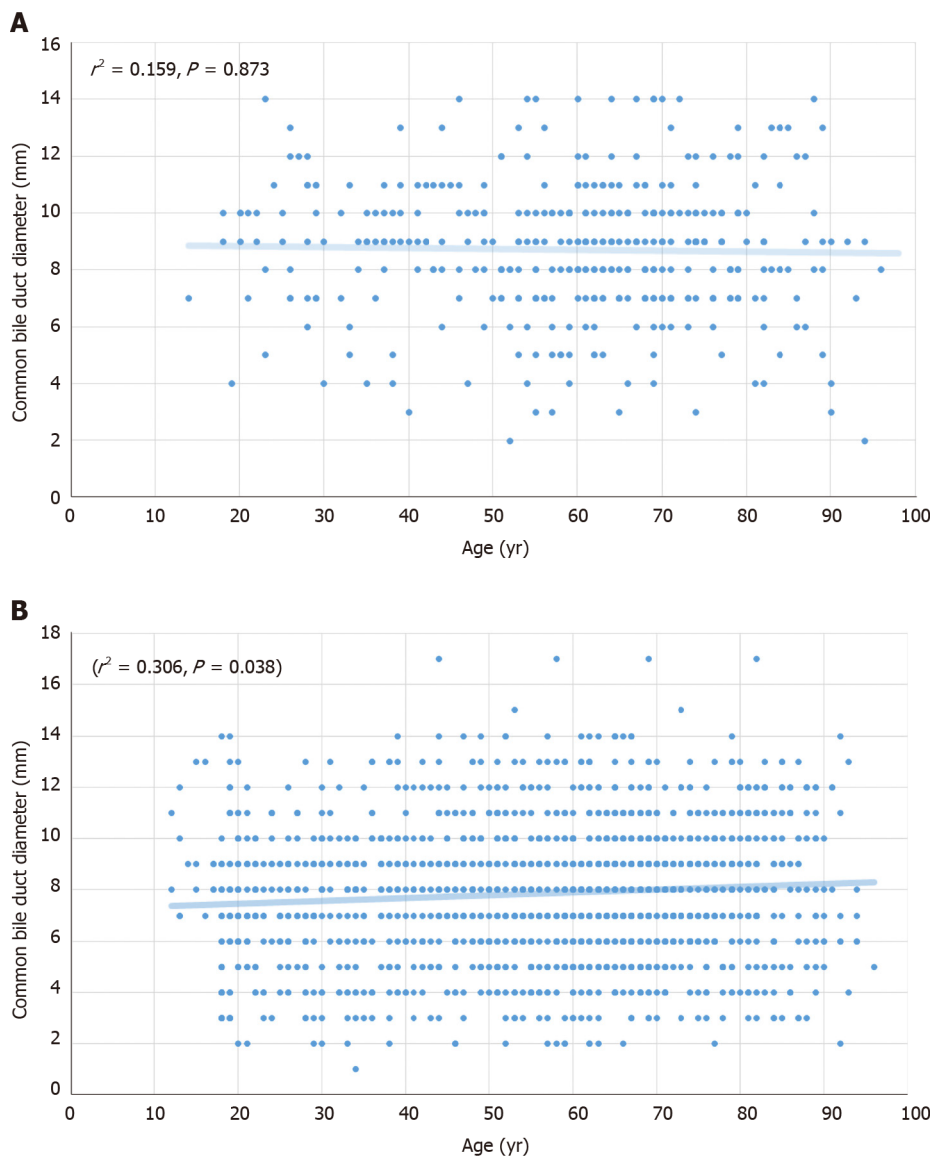 A
16
14
12
10
8
6
4
2
0
r² = 0.159, P = 0.873
Common bile duct diameter (mm)
0 10 20 30 40 50 60 70 80 90 100
Age (yr)
B
18
16
14
12
10
8
6
4
2
0
(r² = 0.306, P = 0.038)
Common bile duct diameter (mm)
0 10 20 30 40 50 60 70 80 90 100
Age (yr)